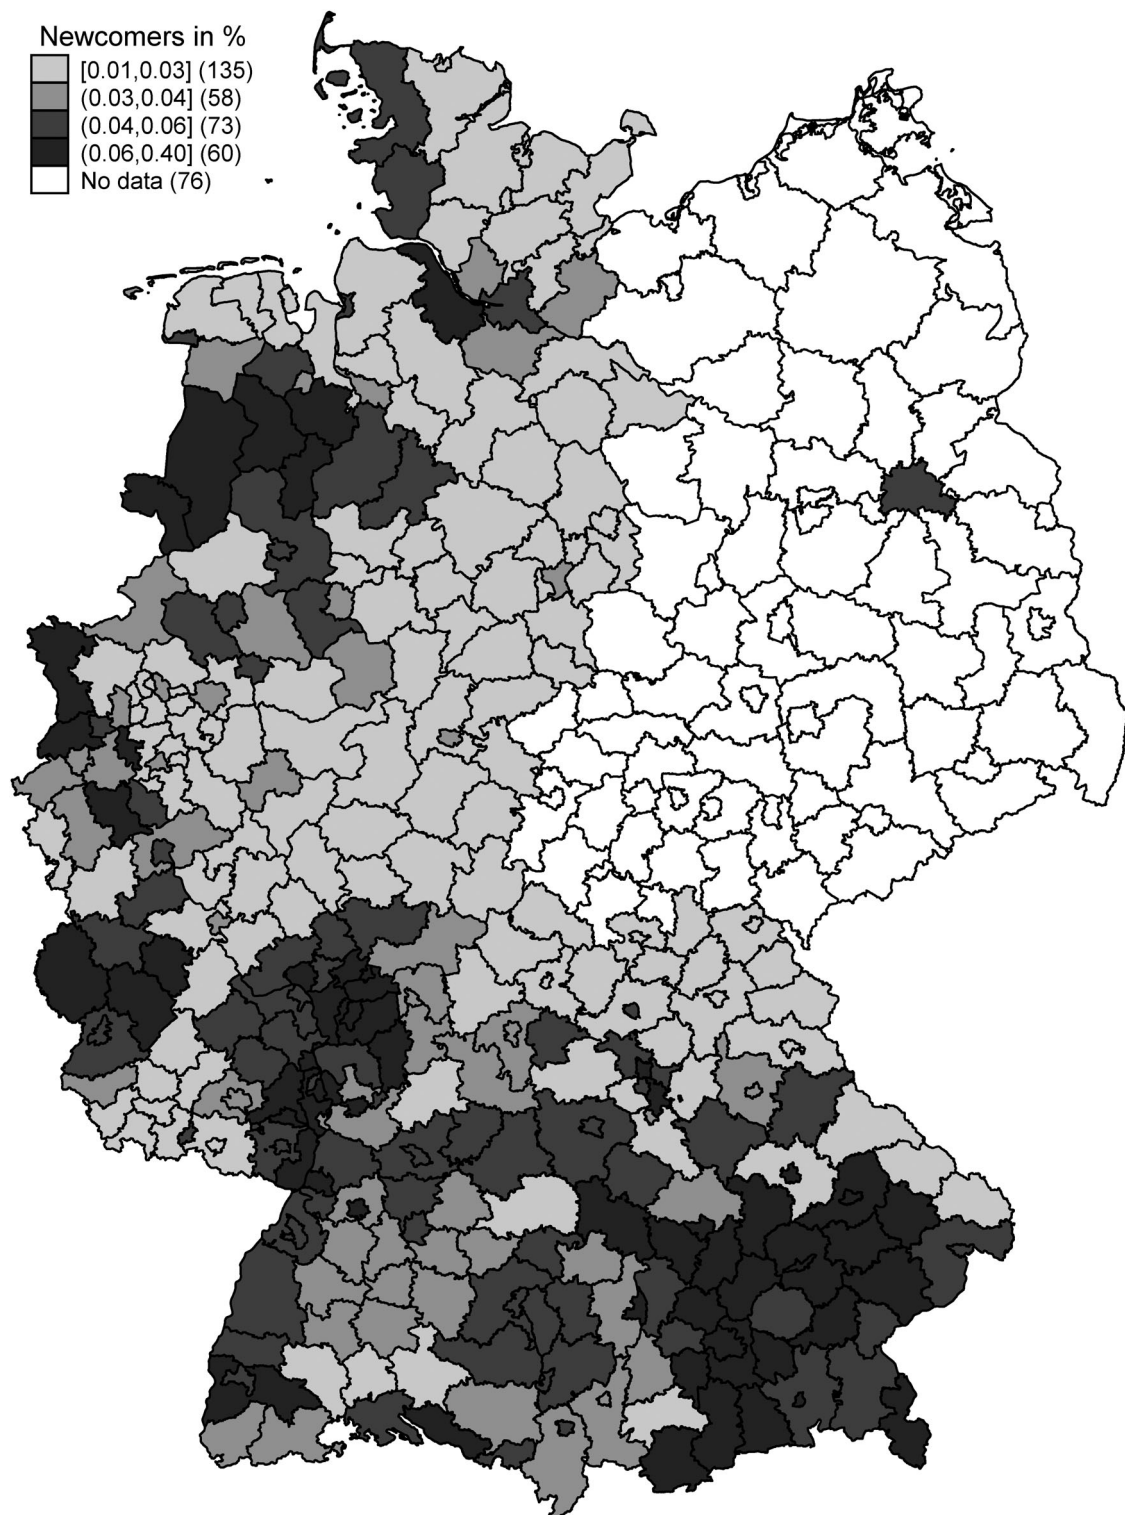 Newcomers in %
[0.01,0.03] (135)
(0.03,0.04] (58)
(0.04,0.06] (73)
(0.06,0.40] (60)
No data (76)